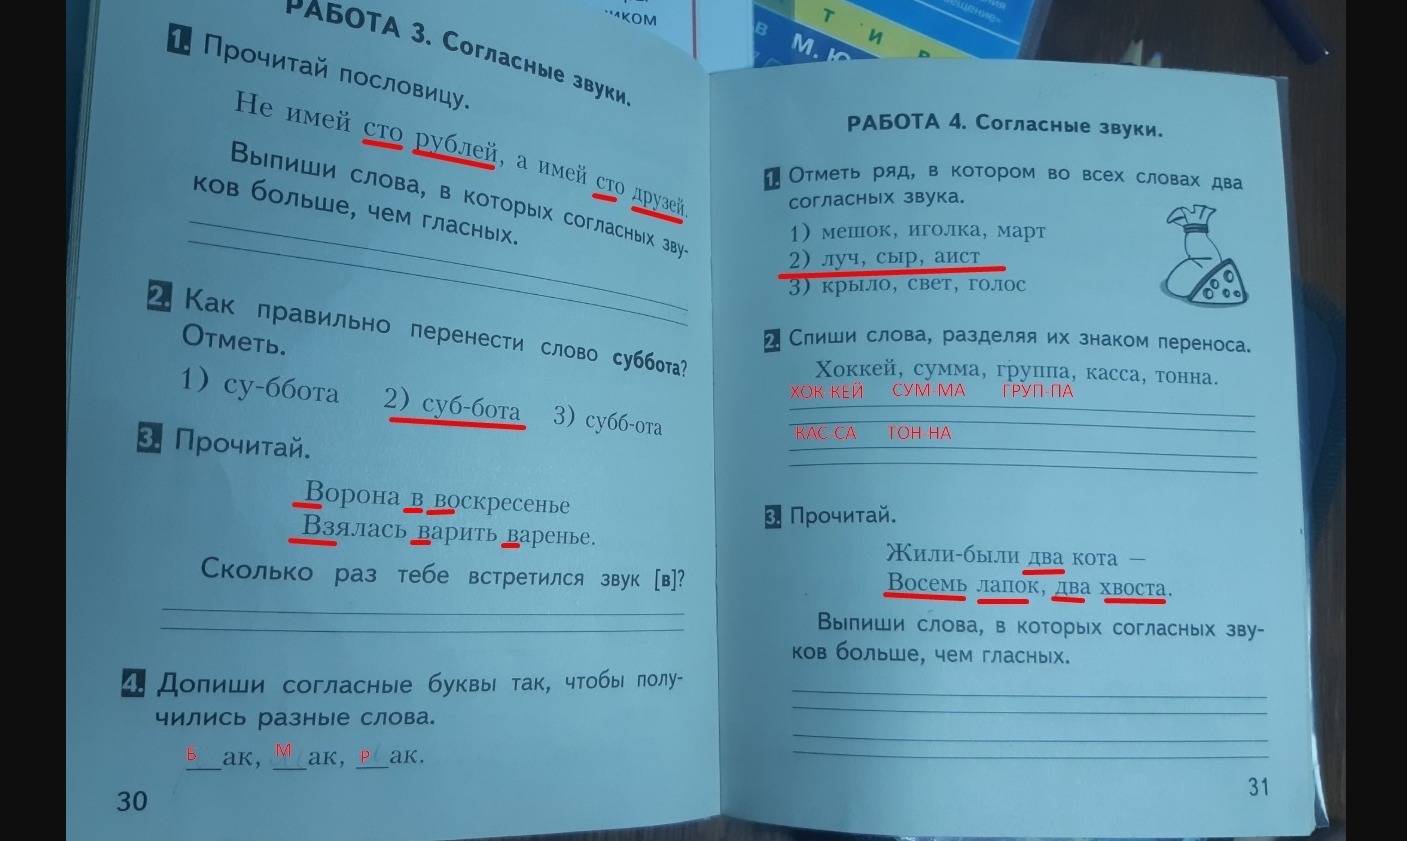 иком
т и в
М. Ю
РАБОТА 3. Согласные звуки.
1. Прочитай пословицу.
Не имей сто рублей, а имей сто друзей.
Выпиши слова, в которых согласных зву-
ков больше, чем гласных.
2. Как правильно перенести слово суббота?
Отметь.
1) су-ббота 2) суб-бота 3) субб-ота
3. Прочитай.
Ворона в воскресенье
Взялась варить варенье.
Сколько раз тебе встретился звук [в]?
4. Допиши согласные буквы так, чтобы полу-
чились разные слова.
Б ак, М ак, Р ак.
30
РАБОТА 4. Согласные звуки.
1. Отметь ряд, в котором во всех словах два
согласных звука.
1) мешок, иголка, март
2) луч, сыр, аист
3) крыло, свет, голос
2. Спиши слова, разделяя их знаком переноса.
Хоккей, сумма, группа, касса, тонна.
ХОК-КЕЙ СУМ-МА ГРУП-ПА
КАС-СА ТОН-НА
3. Прочитай.
Жили-были два кота —
Восемь лапок, два хвоста.
Выпиши слова, в которых согласных зву-
ков больше, чем гласных.
31